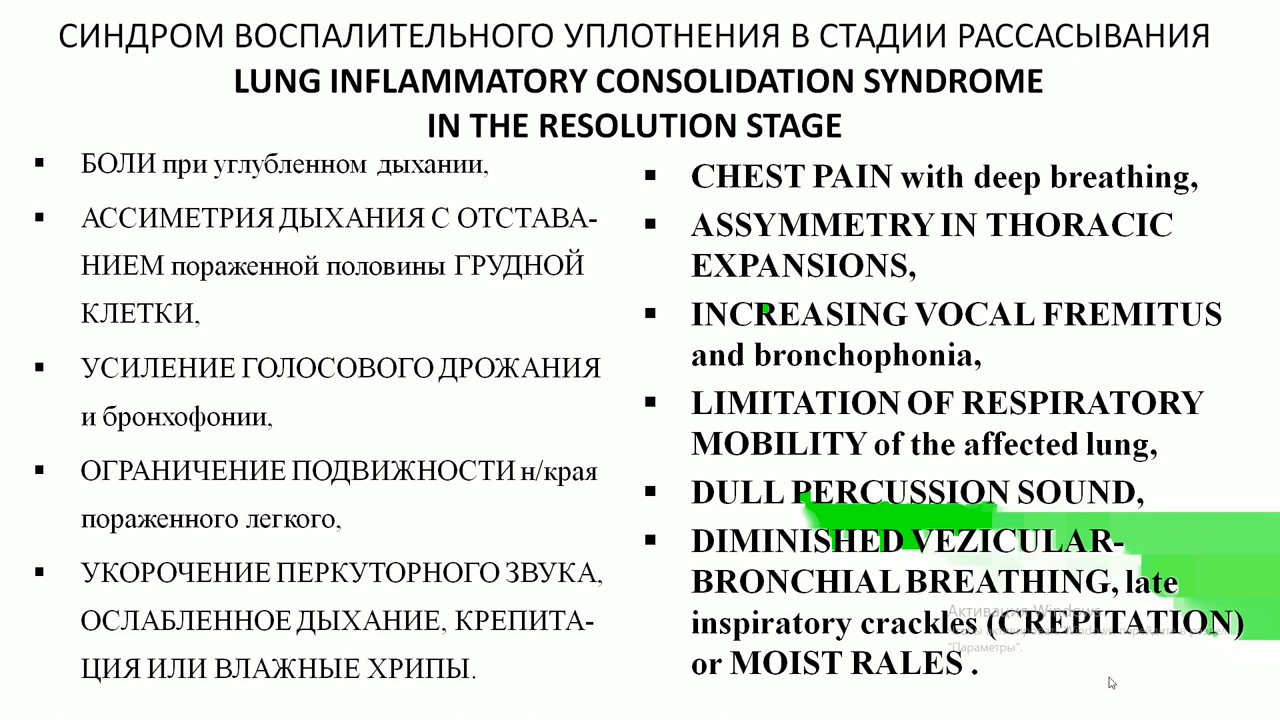 СИНДРОМ ВОСПАЛИТЕЛЬНОГО УПЛОТНЕНИЯ В СТАДИИ РАССАСЫВАНИЯ
LUNG INFLAMMATORY CONSOLIDATION SYNDROME
IN THE RESOLUTION STAGE
▪ БОЛИ при углубленном дыхании,
▪ АССИМЕТРИЯ ДЫХАНИЯ С ОТСТАВА-
НИЕМ пораженной половины ГРУДНОЙ
КЛЕТКИ,
▪ УСИЛЕНИЕ ГОЛОСОВОГО ДРОЖАНИЯ
и бронхофонии,
▪ ОГРАНИЧЕНИЕ ПОДВИЖНОСТИ н/края
пораженного легкого,
▪ УКОРОЧЕНИЕ ПЕРКУТОРНОГО ЗВУКА,
ОСЛАБЛЕННОЕ ДЫХАНИЕ, КРЕПИТА-
ЦИЯ ИЛИ ВЛАЖНЫЕ ХРИПЫ.
▪ CHEST PAIN with deep breathing,
▪ ASSYMMETRY IN THORACIC
EXPANSIONS,
▪ INCREASING VOCAL FREMITUS
and bronchophonia,
▪ LIMITATION OF RESPIRATORY
MOBILITY of the affected lung,
▪ DULL PERCUSSION SOUND,
▪ DIMINISHED VEZICULAR-
BRONCHIAL BREATHING, late
inspiratory crackles (CREPITATION)
or MOIST RALES .
Активация Windows
"Параметры".